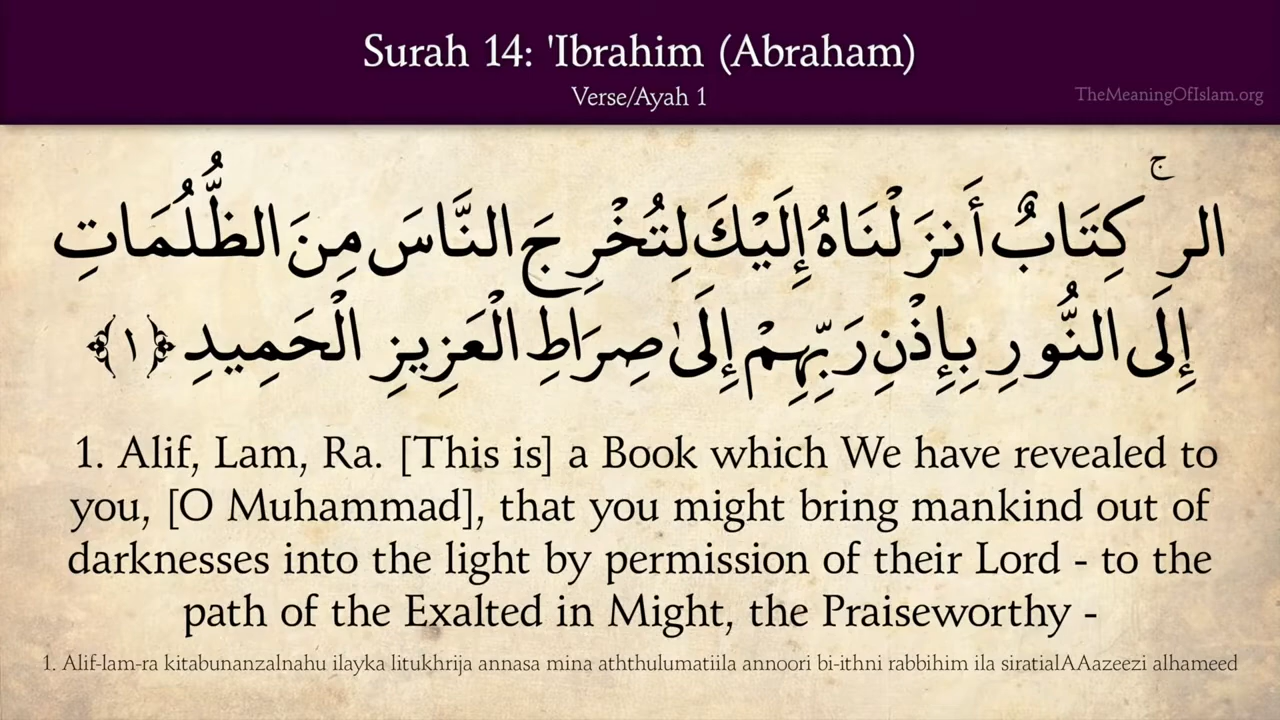 Surah 14: 'Ibrahim (Abraham)
Verse/Ayah 1
TheMeaningOfIslam.org
الر ۚ كِتَابٌ أَنزَلْنَاهُ إِلَيْكَ لِتُخْرِجَ النَّاسَ مِنَ الظُّلُمَاتِ
إِلَى النُّورِ بِإِذْنِ رَبِّهِمْ إِلَىٰ صِرَاطِ الْعَزِيزِ الْحَمِيدِ ﴿١﴾
1. Alif, Lam, Ra. [This is] a Book which We have revealed to
you, [O Muhammad], that you might bring mankind out of
darknesses into the light by permission of their Lord - to the
path of the Exalted in Might, the Praiseworthy -
1. Alif-lam-ra kitabunanzalnahu ilayka litukhrija annasa mina aththulumatiila annoori bi-ithni rabbihim ila siratialAAazeezi alhameed